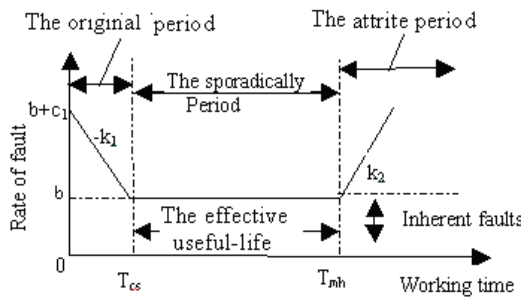 The original period
The attrite period
The sporadically
Period
b+c₁
-k₁
Rate of fault
b
k₂
The effective
useful-life
Inherent faults
0
Tcs
Tmh
Working time